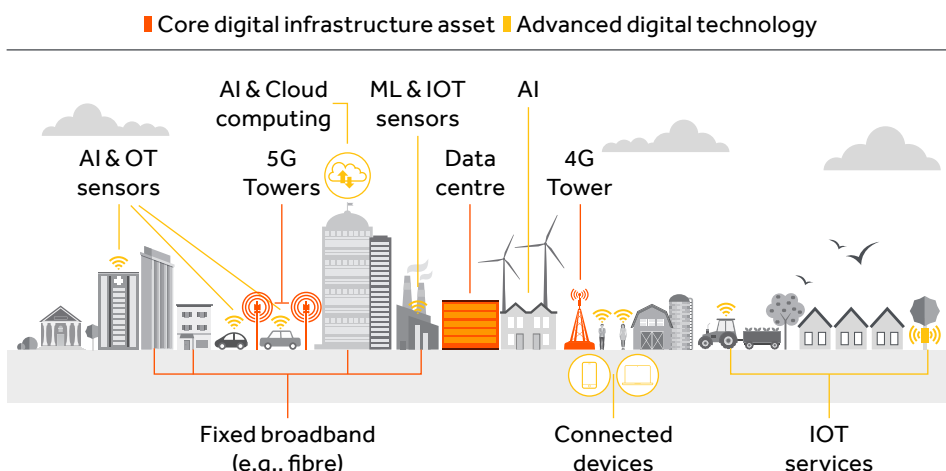 Core digital infrastructure asset Advanced digital technology
AI & Cloud
computing
ML & IOT
sensors
AI
AI & OT
sensors
5G
Towers
Data
centre
4G
Tower
Fixed broadband
(e.g., fibre)
Connected
devices
IOT
services